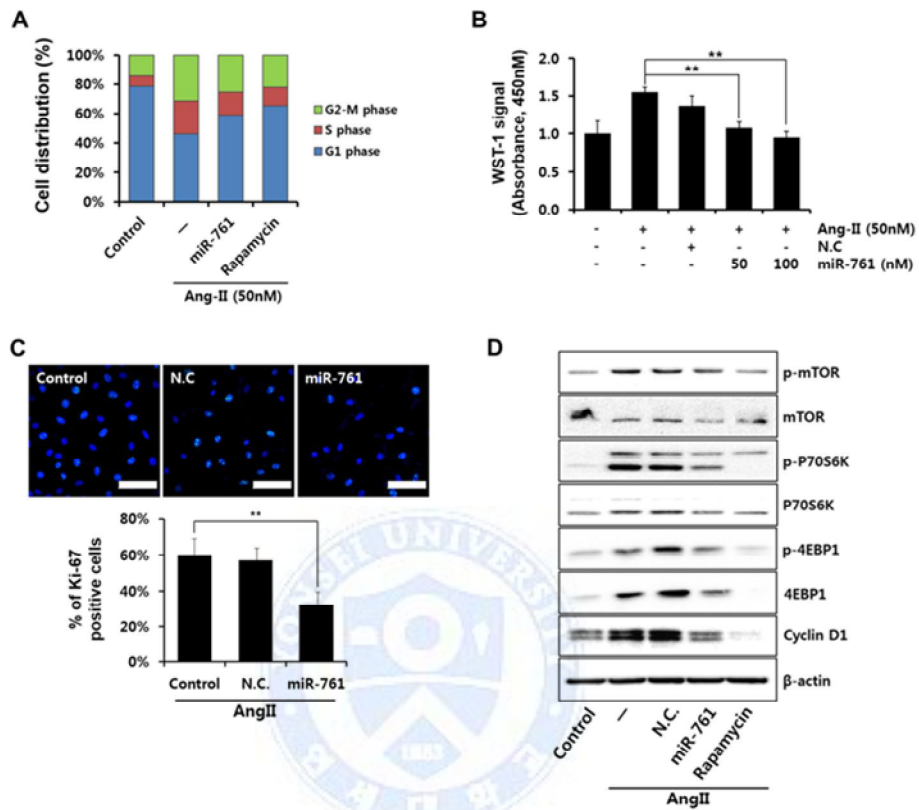 A
Cell distribution (%)
100%
80%
60%
40%
20%
0%
G2-M phase
S phase
G1 phase
Control
—
miR-761
Rapamycin
Ang-II (50nM)
B
WST-1 signal
(Absorbance, 450nM)
2.0
1.5
1.0
0.5
0.0
**
**
- + + + + Ang-II (50nM)
- - + N.C
- - 50 100 miR-761 (nM)
C
Control
N.C
miR-761
% of Ki-67
positive cells
80%
60%
40%
20%
0%
**
Control N.C. miR-761
AngII
D
p-mTOR
mTOR
p-P70S6K
P70S6K
p-4EBP1
4EBP1
Cyclin D1
β-actin
Control
—
N.C.
miR-761
Rapamycin
AngII
UNIVERSITY